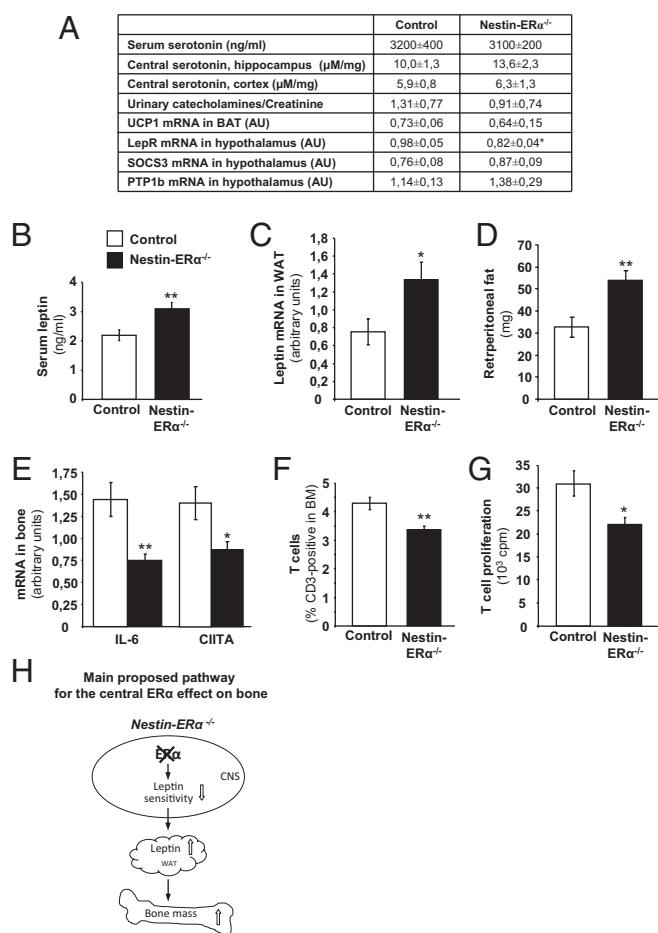 A
Control Nestin-ERα-/-
Serum serotonin (ng/ml) 3200±400 3100±200
Central serotonin, hippocampus (µM/mg) 10,0±1,3 13,6±2,3
Central serotonin, cortex (µM/mg) 5,9±0,8 6,3±1,3
Urinary catecholamines/Creatinine 1,31±0,77 0,91±0,74
UCP1 mRNA in BAT (AU) 0,73±0,06 0,64±0,15
LepR mRNA in hypothalamus (AU) 0,98±0,05 0,82±0,04*
SOCS3 mRNA in hypothalamus (AU) 0,76±0,08 0,87±0,09
PTP1b mRNA in hypothalamus (AU) 1,14±0,13 1,38±0,29
B
Control
Nestin-ERα-/-
Serum leptin
(ng/ml)
4
3
2
1
0
**
Control Nestin-
ERα-/-
C
Leptin mRNA in WAT
(arbitrary units)
1,8
1,6
1,4
1,2
1,0
0,8
0,6
0,4
0,2
0
*
Control Nestin-
ERα-/-
D
Retrperitoneal fat
(mg)
70
60
50
40
30
20
10
0
**
Control Nestin-
ERα-/-
E
mRNA in bone
(arbitrary units)
1,75
1,50
1,25
1,00
0,75
0,50
0,25
0
** *
IL-6 CIITA
F
T cells
(% CD3-positive in BM)
5
4
3
2
1
0
**
Control Nestin-
ERα-/-
G
T cell proliferation
(10³ cpm)
35
30
25
20
15
10
5
0
*
Control Nestin-
ERα-/-
H
Main proposed pathway
for the central ERα effect on bone
Nestin-ERα-/-
ERα
CNS
Leptin
sensitivity
Leptin
WAT
Bone mass